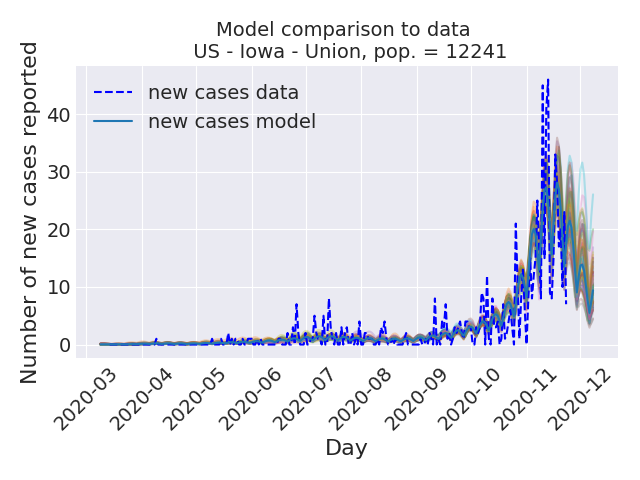 Model comparison to data
US - Iowa - Union, pop. = 12241
Number of new cases reported
40
30
20
10
0
new cases data
new cases model
2020-03
2020-04
2020-05
2020-06
2020-07
2020-08
2020-09
2020-10
2020-11
2020-12
Day